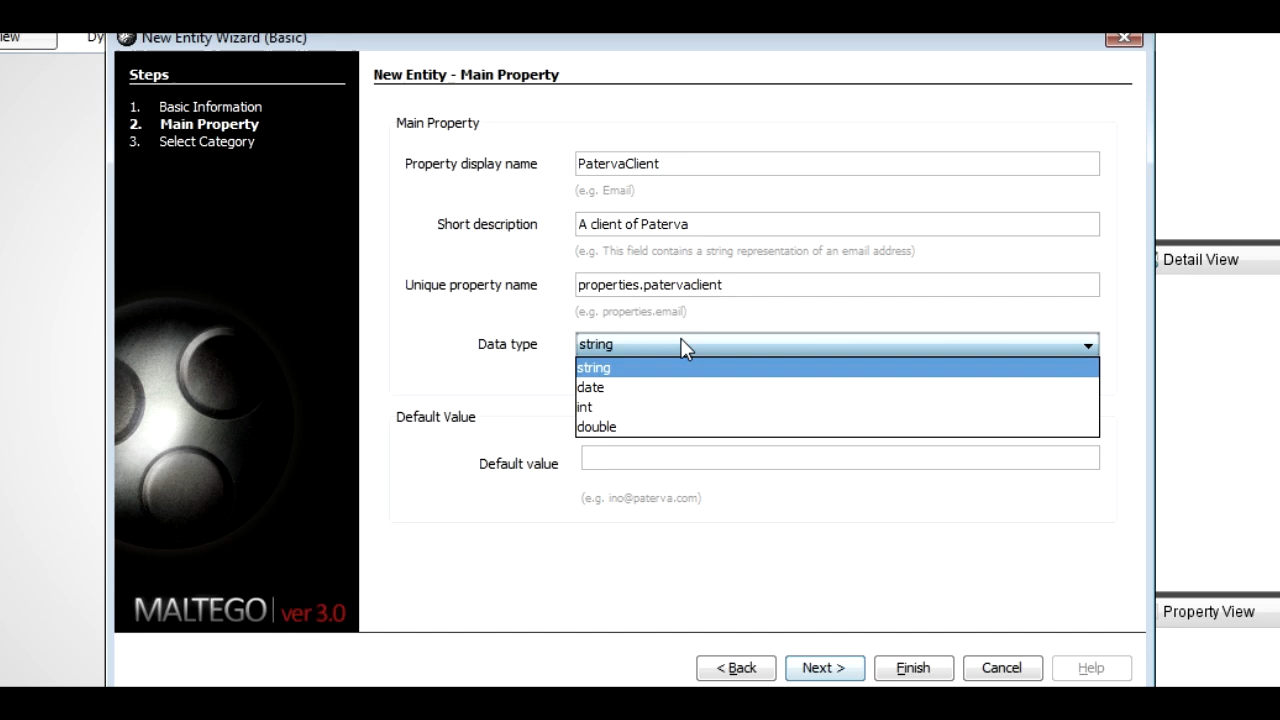 New Entity Wizard (Basic)
Steps
1. Basic Information
2. Main Property
3. Select Category
MALTEGO ver 3.0
New Entity - Main Property
Main Property
Property display name PatervaClient
(e.g. Email)
Short description A client of Paterva
(e.g. This field contains a string representation of an email address)
Unique property name properties.patervaclient
(e.g. properties.email)
Data type string
string
date
int
double
Default Value
Default value
(e.g. ino@paterva.com)
< Back Next > Finish Cancel Help
Detail View
Property View